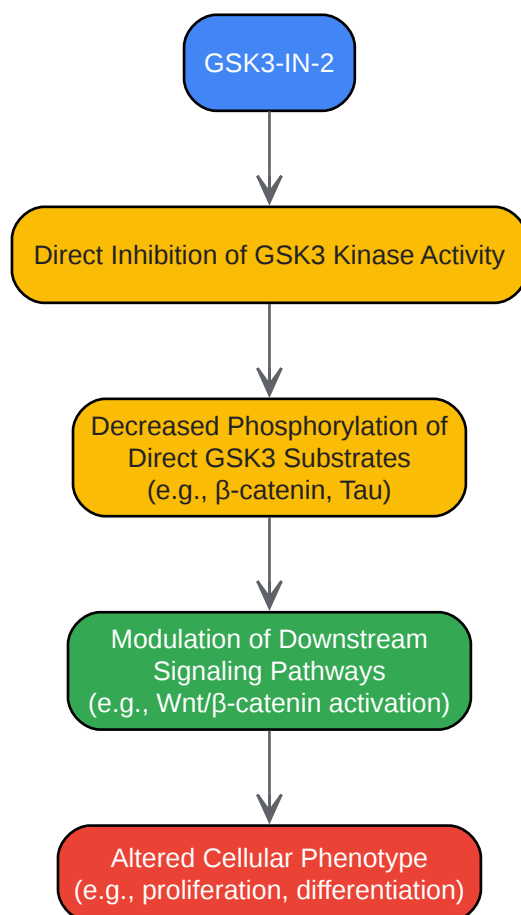 GSK3-IN-2
Direct Inhibition of GSK3 Kinase Activity
Decreased Phosphorylation of
Direct GSK3 Substrates
(e.g., β-catenin, Tau)
Modulation of Downstream
Signaling Pathways
(e.g., Wnt/β-catenin activation)
Altered Cellular Phenotype
(e.g., proliferation, differentiation)